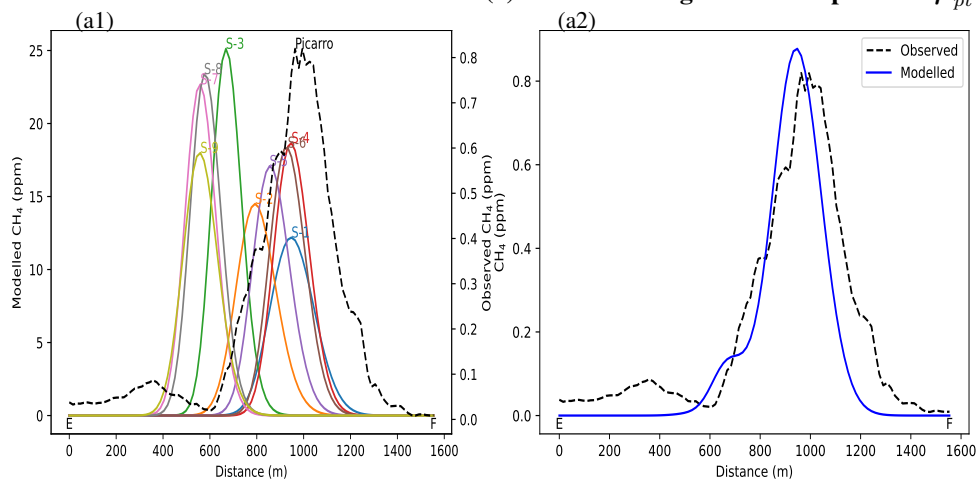 (a1)
(a2)
25
20
15
10
5
0
Modelled CH₄ (ppm)
S-3
S-8
S-7
S-9
S-4
S-6
S-5
S-1
Picarro
0.8
0.7
0.6
0.5
0.4
0.3
0.2
0.1
0.0
Observed CH₄ (ppm)
E
F
0 200 400 600 800 1000 1200 1400 1600
Distance (m)
CH₄ (ppm)
0.8
0.6
0.4
0.2
0.0
Observed
Modelled
E
F
0 200 400 600 800 1000 1200 1400 1600
Distance (m)